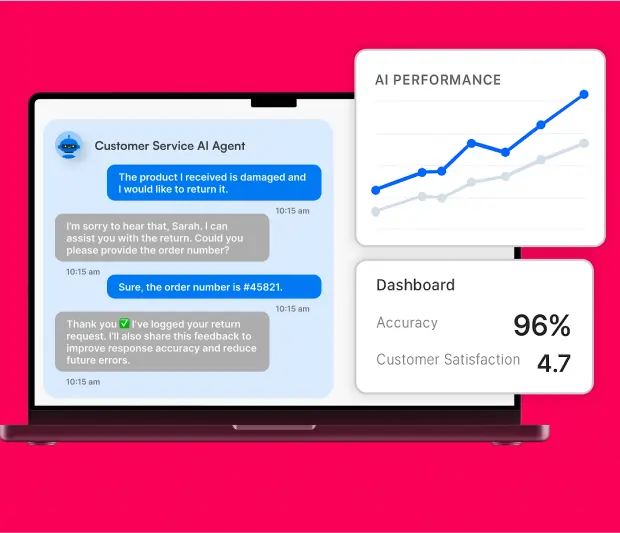 Customer Service AI Agent
The product I received is damaged and
I would like to return it.
10:15 am
I'm sorry to hear that, Sarah. I can
assist you with the return. Could you
please provide the order number?
10:15 am
Sure, the order number is #45821.
10:15 am
Thank you ✅ I've logged your return
request. I'll also share this feedback to
improve response accuracy and reduce
future errors.
10:15 am
AI PERFORMANCE
Dashboard
Accuracy 96%
Customer Satisfaction 4.7